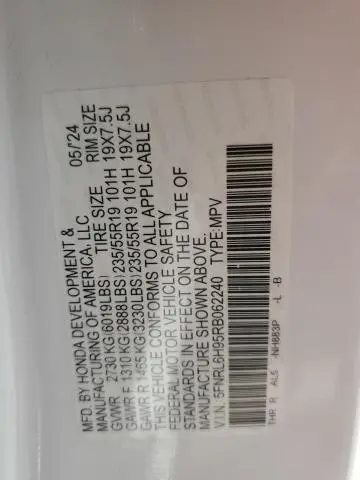 MFD. BY HONDA DEVELOPMENT & 05/'24
MANUFACTURING OF AMERICA, LLC
TIRE SIZE RIM SIZE
GVWR 2730 KG(6019LBS)
GAWR F 1310 KG(2888LBS) 235/55R19 101H 19X7.5J
GAWR R 1465 KG(3230LBS) 235/55R19 101H 19X7.5J
THIS VEHICLE CONFORMS TO ALL APPLICABLE
FEDERAL MOTOR VEHICLE SAFETY
STANDARDS IN EFFECT ON THE DATE OF
MANUFACTURE SHOWN ABOVE.
V.I.N. 5FNRL6H95RB062240 TYPE:MPV
THR R AL5 -NH883P -L -B